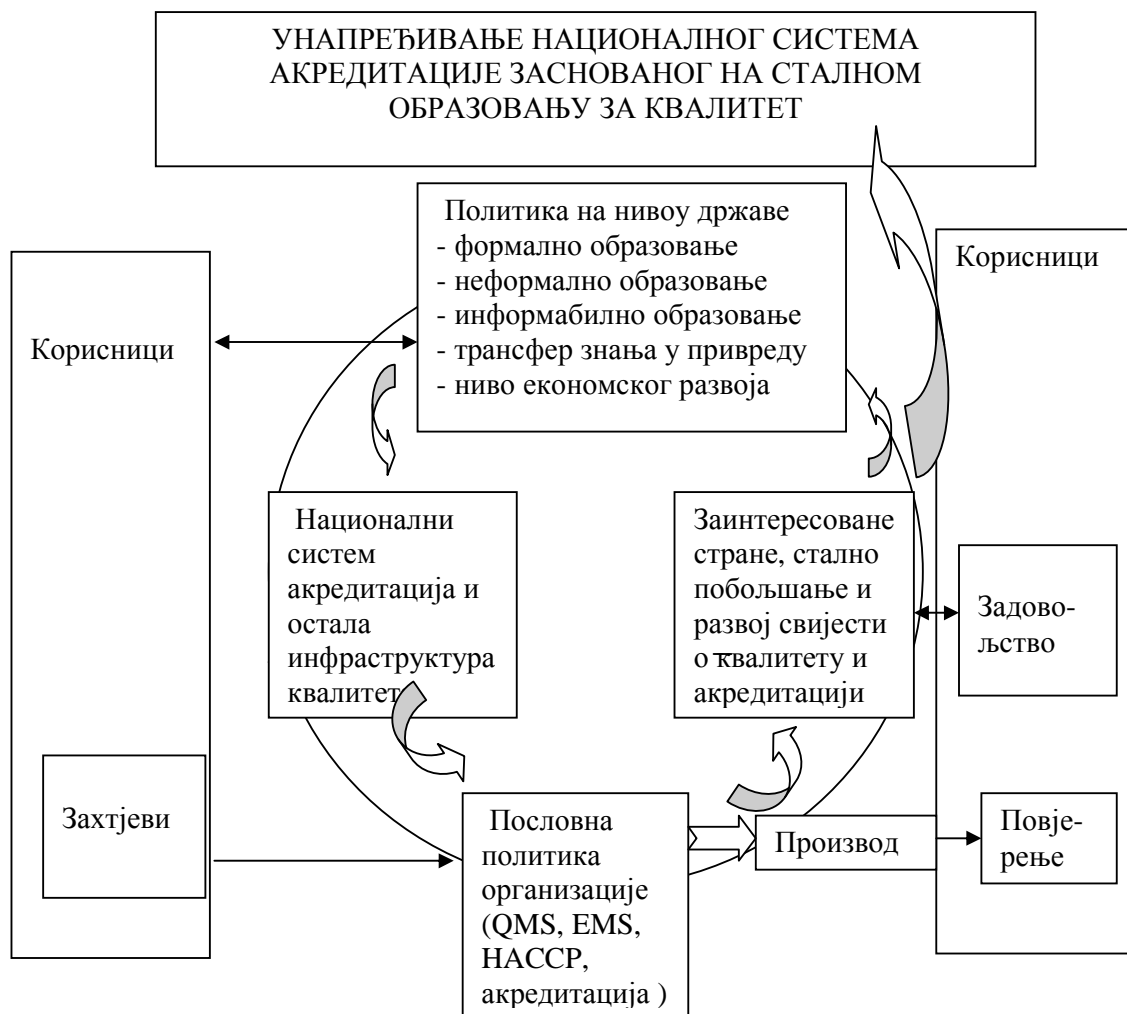 УНАПРЕЂИВАЊЕ НАЦИОНАЛНОГ СИСТЕМА
АКРЕДИТАЦИЈЕ ЗАСНОВАНОГ НА СТАЛНОМ
ОБРАЗОВАЊУ ЗА КВАЛИТЕТ
Политика на нивоу државе
- формално образовање
- неформално образовање
- информабилно образовање
- трансфер знања у привреду
- ниво економског развоја
Корисници
Корисници
Национални
систем
акредитација и
остала
инфраструктура
квалитет
Заинтересоване
стране, стално
побољшање и
развој свијести
о квалитету и
акредитацији
Задово-
љство
Захтјеви
Пословна
политика
организације
(QMS, EMS,
HACCP,
акредитација )
Производ
Повје-
рење